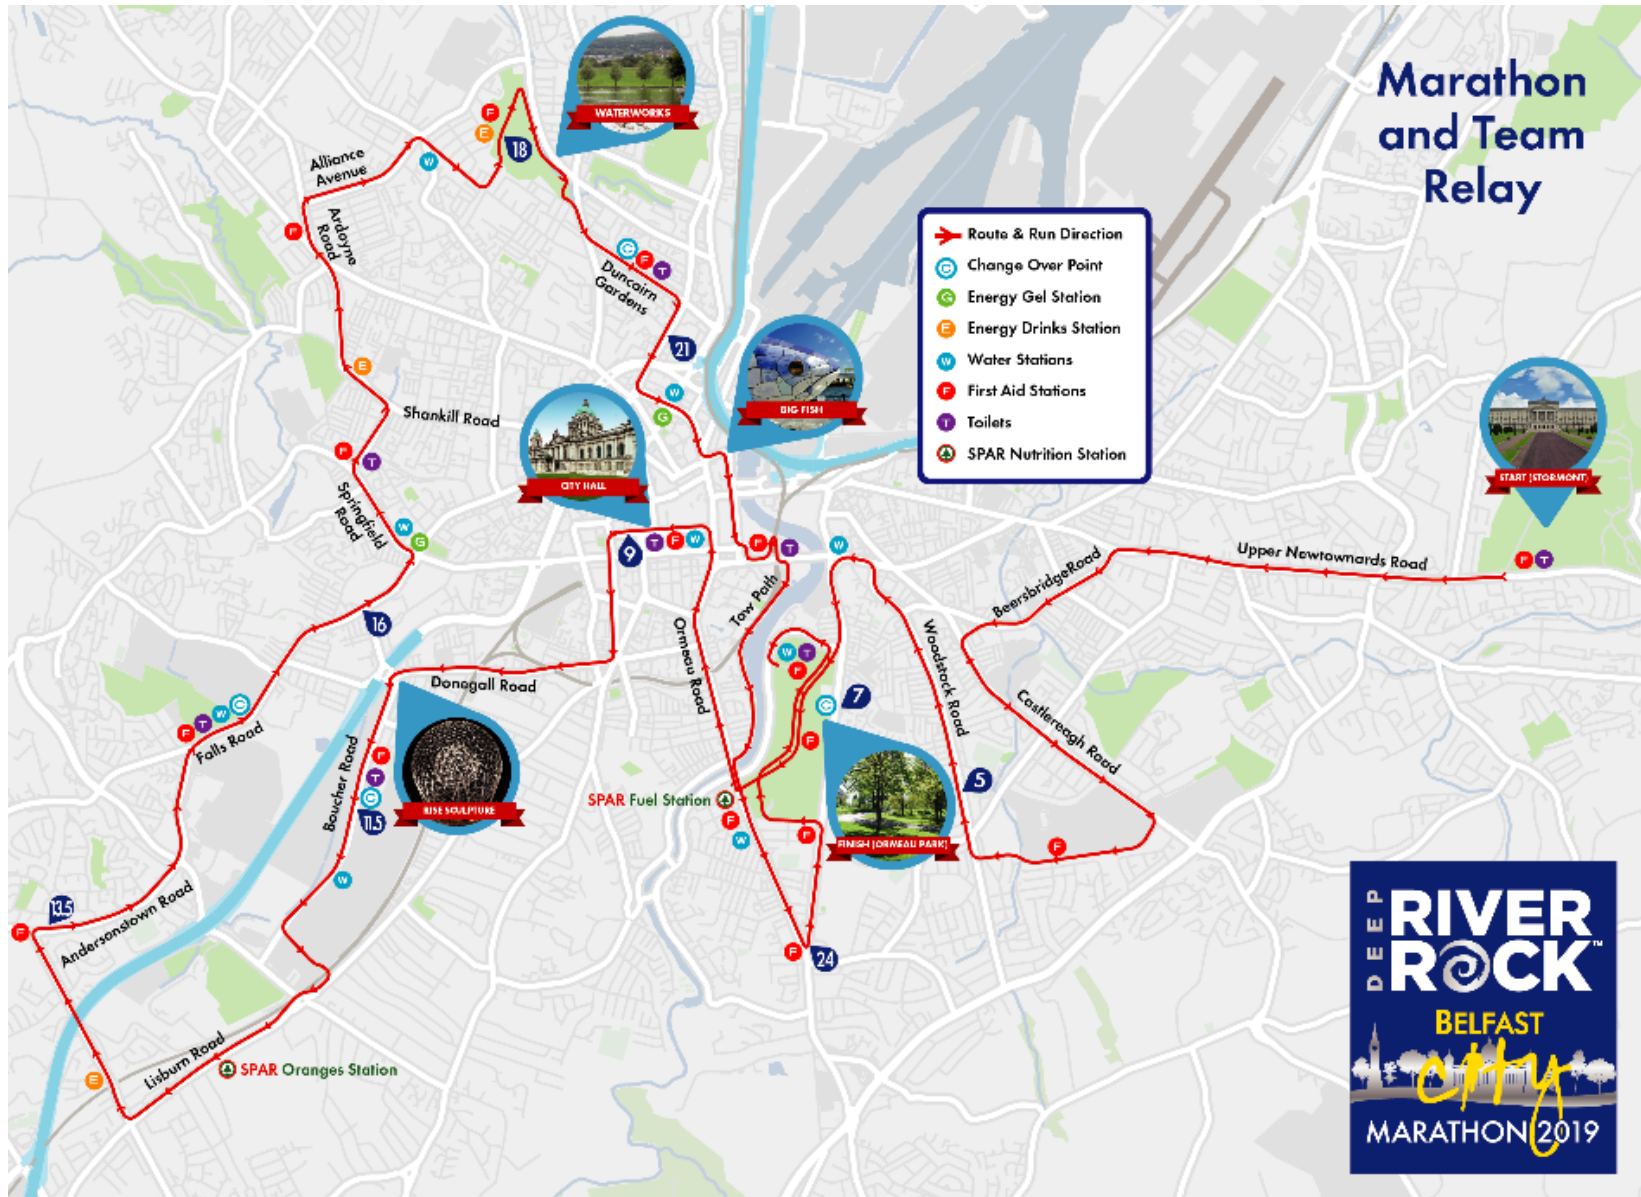 Marathon
and Team
Relay
WATERWORKS
F
E
18
W
Alliance
Avenue
F
Ardoyne
Road
C
F
T
Duncairn
Gardens
21
Route & Run Direction
C Change Over Point
G Energy Gel Station
E Energy Drinks Station
W Water Stations
F First Aid Stations
T Toilets
SPAR Nutrition Station
BIG FISH
E
W
G
Shankill Road
CITY HALL
START (STORMONT)
F
T
Springfield
Road
W
G
9
T
F
W
F
T
W
Upper Newtownards Road
F
T
BeersbridgeRoad
Tow Path
16
Ormeau Road
Woodstock Road
W
T
F
Donegall Road
7
C
Castlereagh Road
F
T
W
C
Falls Road
F
Boucher Road
F
T
C
11.5
RISE SCULPTURE
SPAR Fuel Station
F
W
F
FINISH (ORMEAU PARK)
5
F
W
13.5
F
Andersonstown Road
F
24
Lisburn Road
SPAR Oranges Station
E
DEEP
RIVER
ROCK™
BELFAST
city
MARATHON 2019